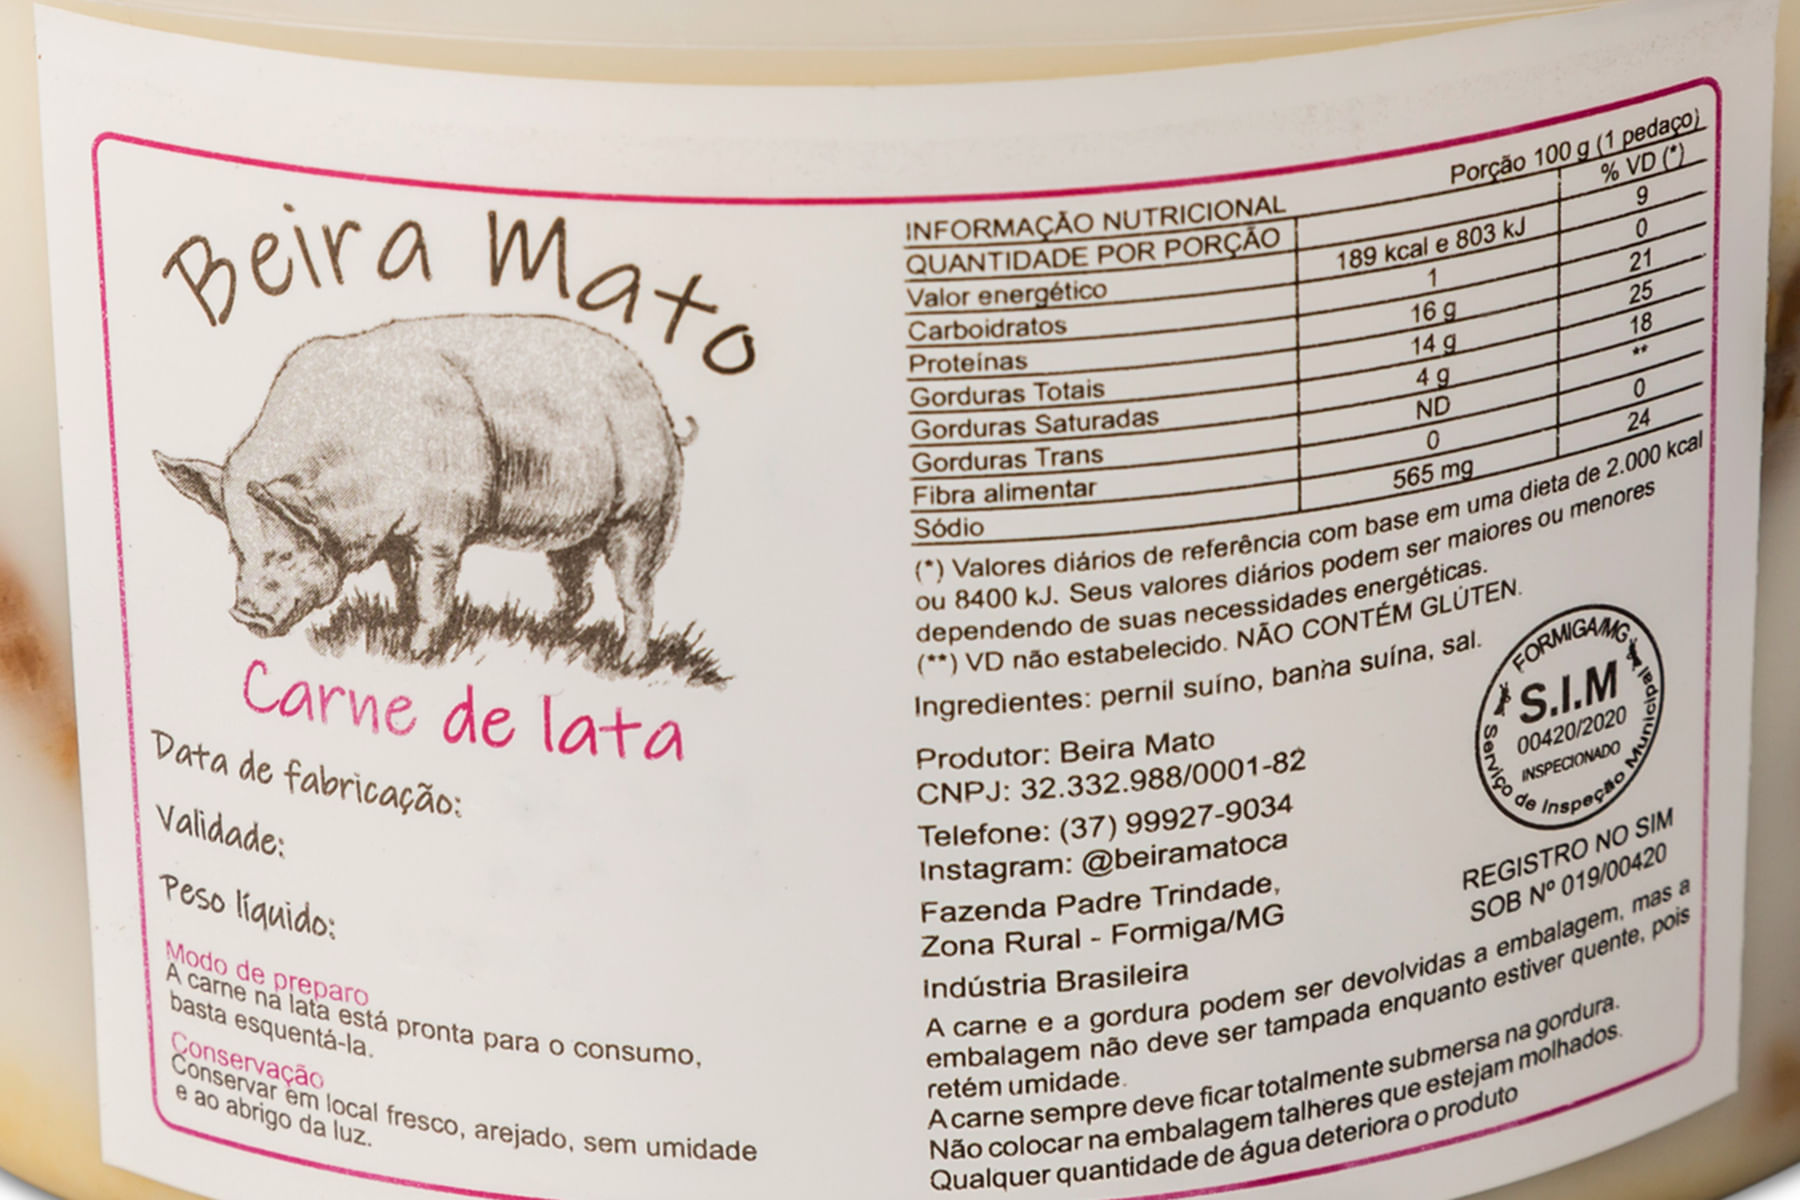 Beira Mato
Carne de lata
Data de fabricação:
Validade:
Peso líquido:
Modo de preparo
A carne na lata está pronta para o consumo,
basta esquentá-la.
Conservação
Conservar em local fresco, arejado, sem umidade
e ao abrigo da luz.
INFORMAÇÃO NUTRICIONAL Porção 100 g (1 pedaço)
QUANTIDADE POR PORÇÃO % VD (*)
Valor energético 189 kcal e 803 kJ 9
Carboidratos 1 0
Proteínas 16 g 21
Gorduras Totais 14 g 25
Gorduras Saturadas 4 g 18
Gorduras Trans ND **
Fibra alimentar 0 0
Sódio 565 mg 24
(*) Valores diários de referência com base em uma dieta de 2.000 kcal
ou 8400 kJ. Seus valores diários podem ser maiores ou menores
dependendo de suas necessidades energéticas.
(**) VD não estabelecido. NÃO CONTÉM GLÚTEN.
Ingredientes: pernil suíno, banha suína, sal.
Produtor: Beira Mato
CNPJ: 32.332.988/0001-82
Telefone: (37) 99927-9034
Instagram: @beiramatoca
Fazenda Padre Trindade,
Zona Rural - Formiga/MG
Indústria Brasileira
FORMIGA/MG
S.I.M
00420/2020
INSPECIONADO
Serviço de Inspeção Municipal
REGISTRO NO SIM
SOB Nº 019/00420
A carne e a gordura podem ser devolvidas a embalagem, mas a
embalagem não deve ser tampada enquanto estiver quente, pois
retém umidade.
A carne sempre deve ficar totalmente submersa na gordura.
Não colocar na embalagem talheres que estejam molhados.
Qualquer quantidade de água deteriora o produto